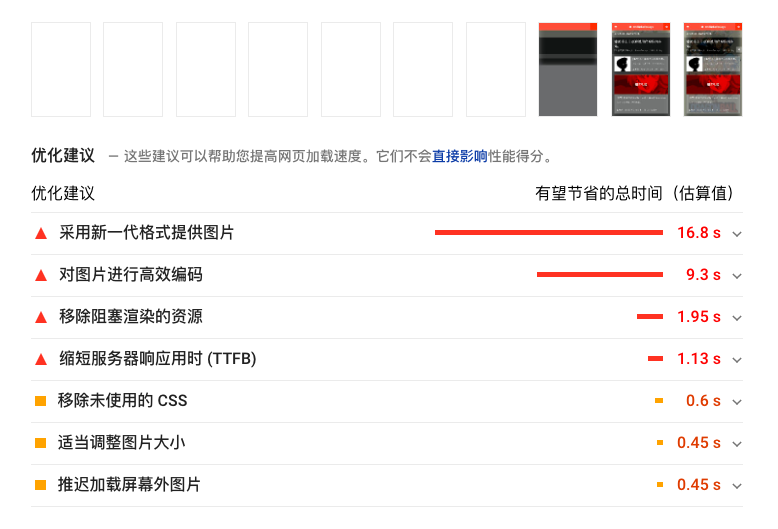 优化建议 — 这些建议可以帮助您提高网页加载速度。它们不会直接影响性能得分。
优化建议 有望节省的总时间（估算值）
采用新一代格式提供图片 16.8 s
对图片进行高效编码 9.3 s
移除阻塞渲染的资源 1.95 s
缩短服务器响应用时 (TTFB) 1.13 s
移除未使用的 CSS 0.6 s
适当调整图片大小 0.45 s
推迟加载屏幕外图片 0.45 s